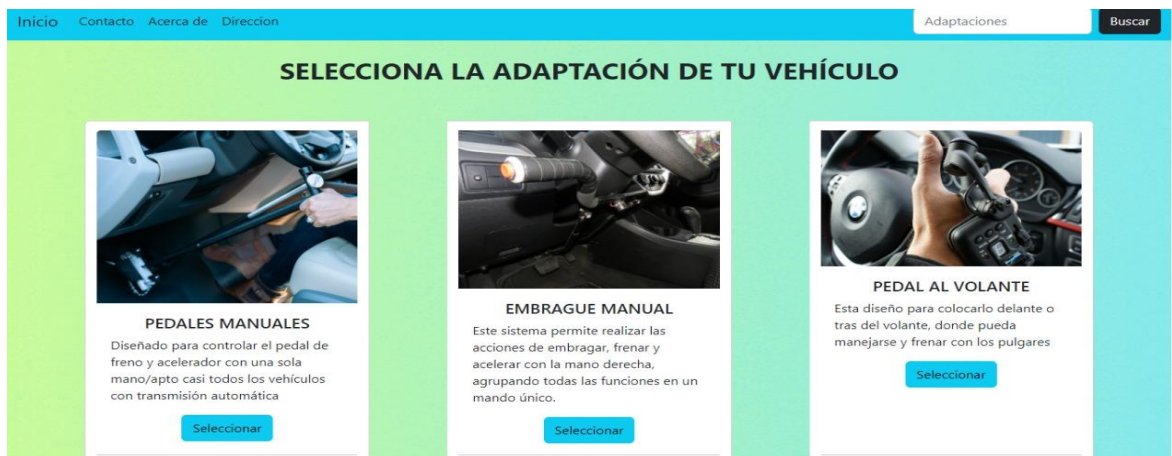 Inicio Contacto Acerca de Direccion Adaptaciones Buscar
SELECCIONA LA ADAPTACIÓN DE TU VEHÍCULO
PEDALES MANUALES
Diseñado para controlar el pedal de
freno y acelerador con una sola
mano/apto casi todos los vehículos
con transmisión automática
Seleccionar
EMBRAGUE MANUAL
Este sistema permite realizar las
acciones de embragar, frenar y
acelerar con la mano derecha,
agrupando todas las funciones en un
mando único.
Seleccionar
PEDAL AL VOLANTE
Esta diseño para colocarlo delante o
tras del volante, donde pueda
manejarse y frenar con los pulgares
Seleccionar